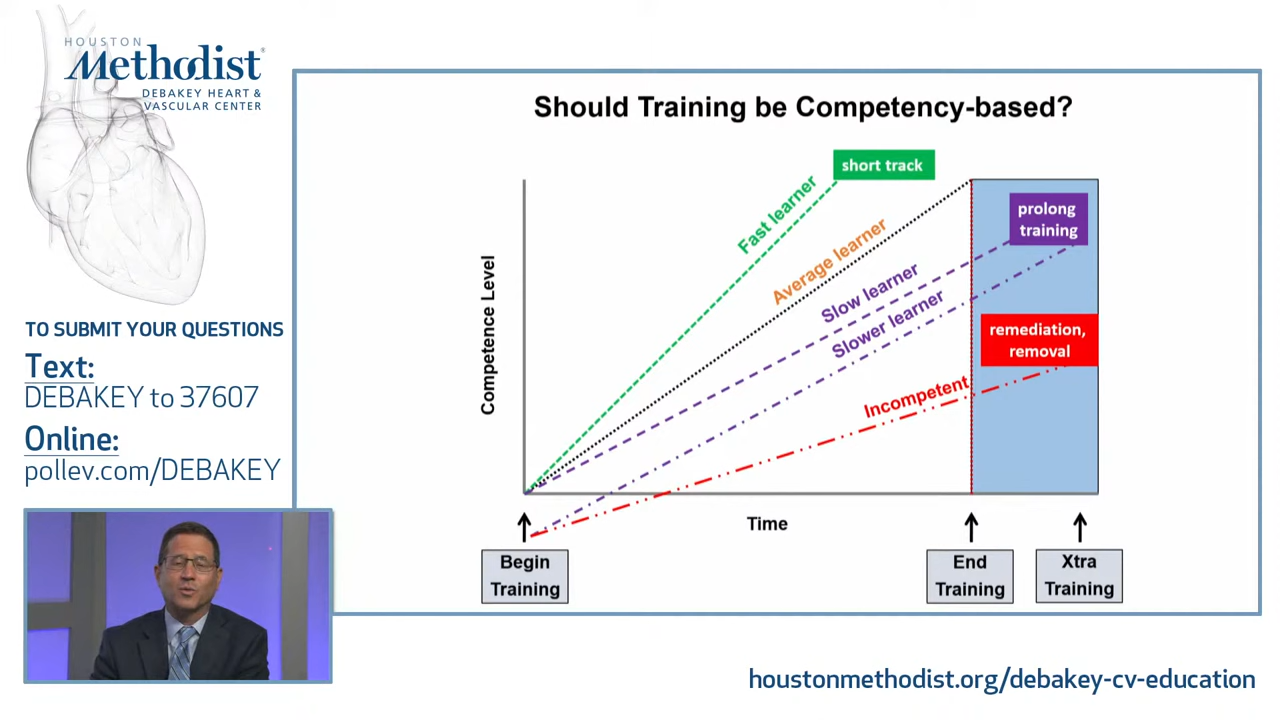 HOUSTON
Methodist®
DEBAKEY HEART &
VASCULAR CENTER
TO SUBMIT YOUR QUESTIONS
Text:
DEBAKEY to 37607
Online:
pollev.com/DEBAKEY
Should Training be Competency-based?
short track
Fast learner
Average learner
Slow learner
Slower learner
Incompetent
prolong
training
remediation,
removal
Competence Level
Time
Begin
Training
End
Training
Xtra
Training
houstonmethodist.org/debakey-cv-education